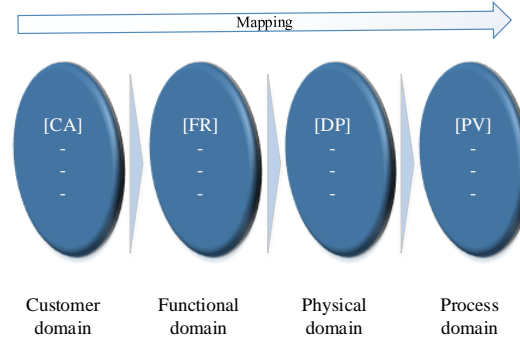 Mapping
[CA] [FR] [DP] [PV]
- - - -
- - - -
- - - -
Customer Functional Physical Process
domain domain domain domain